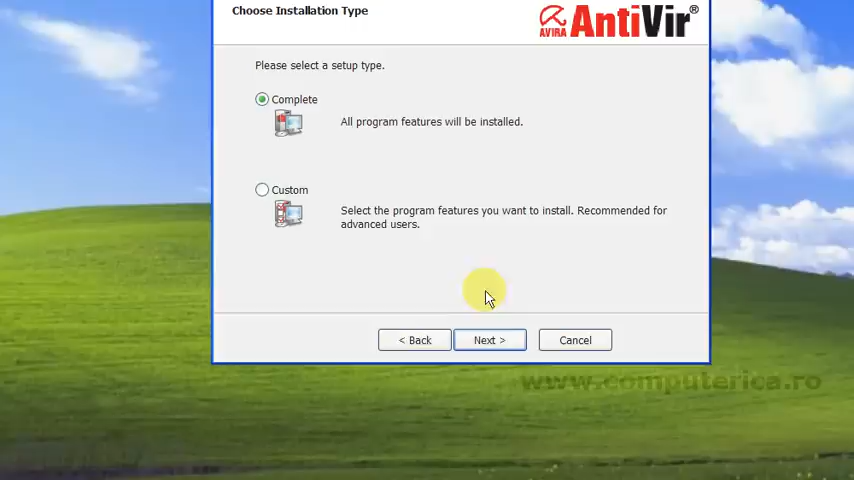 Choose Installation Type
AVIRA AntiVir®
Please select a setup type.
Complete
All program features will be installed.
Custom
Select the program features you want to install. Recommended for
advanced users.
< Back
Next >
Cancel
www.computerica.ro